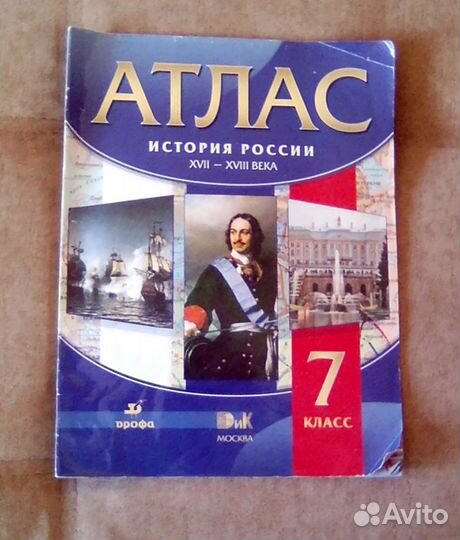 АТЛАС
ИСТОРИЯ РОССИИ
XVII – XVIII ВЕКА
7
КЛАСС
дрофа
ДиК
МОСКВА
Avito